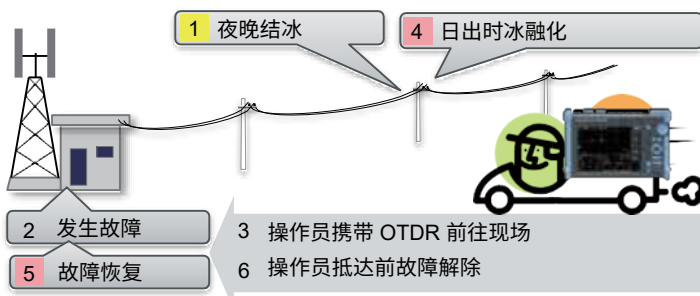 1 夜晚结冰
4 日出时冰融化
2 发生故障
3 操作员携带 OTDR 前往现场
5 故障恢复
6 操作员抵达前故障解除